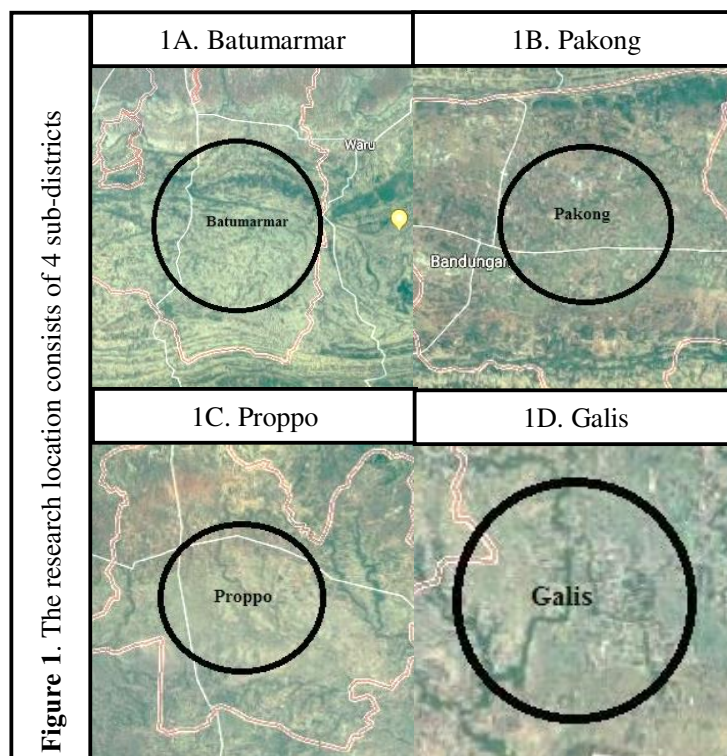 Figure 1. The research location consists of 4 sub-districts
1A. Batumarmar
1B. Pakong
Waru
Batumarmar
Pakong
Bandungan
1C. Proppo
1D. Galis
Proppo
Galis